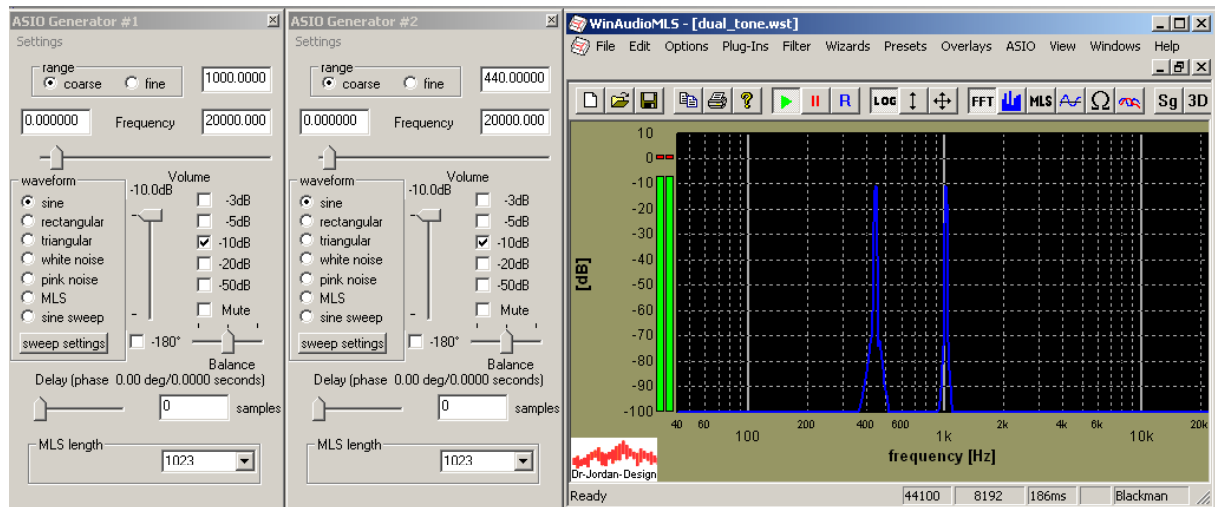 ASIO Generator #1
Settings
range
coarse fine 1000.0000
0.000000 Frequency 20000.000
waveform
Volume
-10.0dB
sine
rectangular
triangular
white noise
pink noise
MLS
sine sweep
sweep settings
-3dB
-5dB
-10dB
-20dB
-50dB
Mute
-180°
Balance
Delay (phase 0.00 deg/0.0000 seconds)
0 samples
MLS length
1023
ASIO Generator #2
Settings
range
coarse fine 440.00000
0.000000 Frequency 20000.000
waveform
Volume
-10.0dB
sine
rectangular
triangular
white noise
pink noise
MLS
sine sweep
sweep settings
-3dB
-5dB
-10dB
-20dB
-50dB
Mute
-180°
Balance
Delay (phase 0.00 deg/0.0000 seconds)
0 samples
MLS length
1023
WinAudioMLS - [dual_tone.wst]
File Edit Options Plug-Ins Filter Wizards Presets Overlays ASIO View Windows Help
R LOG FFT MLS Ω Sg 3D
10
0
-10
-20
-30
-40
-50
-60
-70
-80
-90
-100
[dB]
40 60 200 400 600 2k 4k 6k 20k
100 1k 10k
frequency [Hz]
Dr-Jordan-Design
Ready 44100 8192 186ms Blackman